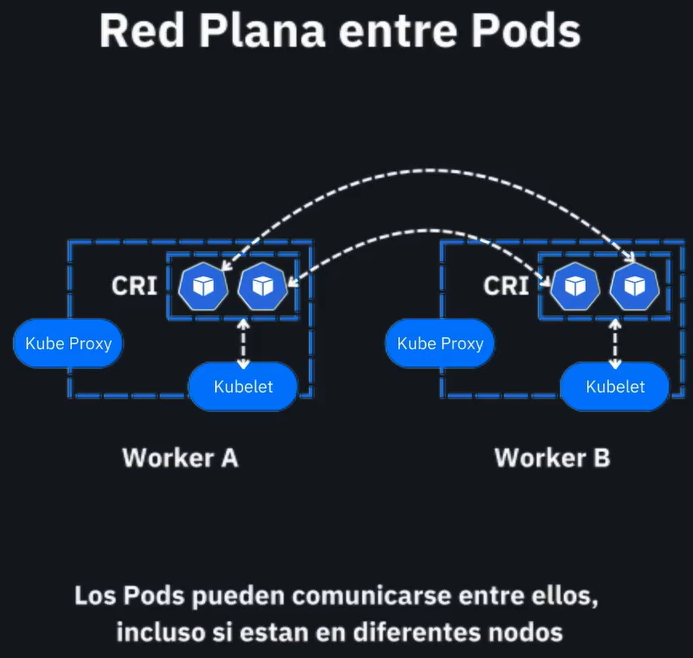 Red Plana entre Pods
CRI
CRI
Kube Proxy
Kube Proxy
Kubelet
Kubelet
Worker A
Worker B
Los Pods pueden comunicarse entre ellos,
incluso si estan en diferentes nodos